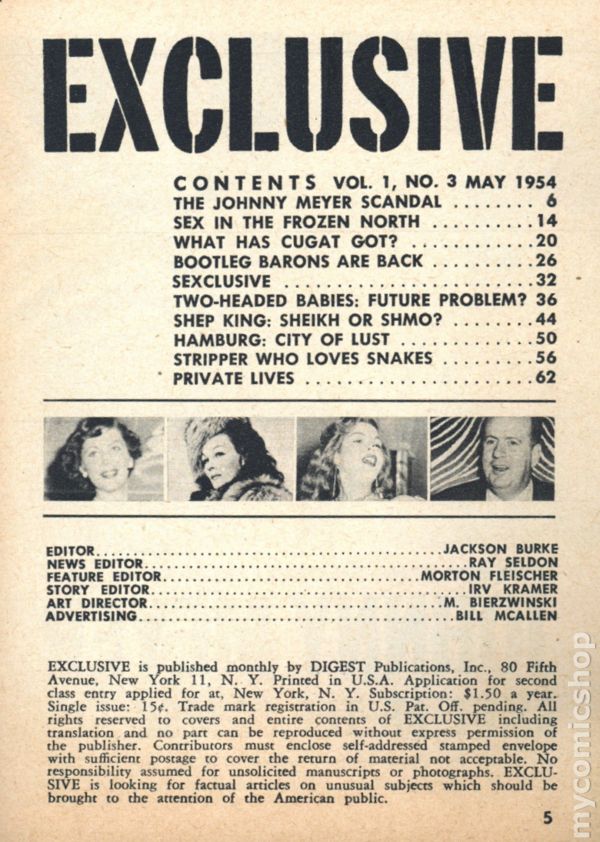 EXCLUSIVE
CONTENTS VOL. 1, NO. 3 MAY 1954
THE JOHNNY MEYER SCANDAL ........ 6
SEX IN THE FROZEN NORTH ......... 14
WHAT HAS CUGAT GOT? ............ 20
BOOTLEG BARONS ARE BACK .......... 26
SEXCLUSIVE ...................... 32
TWO-HEADED BABIES: FUTURE PROBLEM? 36
SHEP KING: SHEIKH OR SHMO? ........ 44
HAMBURG: CITY OF LUST ........... 50
STRIPPER WHO LOVES SNAKES ........ 56
PRIVATE LIVES .................... 62
EDITOR.......................................JACKSON BURKE
NEWS EDITOR....................................RAY SELDON
FEATURE EDITOR..............................MORTON FLEISCHER
STORY EDITOR...................................IRV KRAMER
ART DIRECTOR.................................M. BIERZWINSKI
ADVERTISING....................................BILL MCALLEN
EXCLUSIVE is published monthly by DIGEST Publications, Inc., 80 Fifth
Avenue, New York 11, N. Y. Printed in U.S.A. Application for second
class entry applied for at, New York, N. Y. Subscription: $1.50 a year.
Single issue: 15¢. Trade mark registration in U.S. Pat. Off. pending. All
rights reserved to covers and entire contents of EXCLUSIVE including
translation and no part can be reproduced without express permission of
the publisher. Contributors must enclose self-addressed stamped envelope
with sufficient postage to cover the return of material not acceptable. No
responsibility assumed for unsolicited manuscripts or photographs. EXCLU-
SIVE is looking for factual articles on unusual subjects which should be
brought to the attention of the American public.
5
mycomicshop